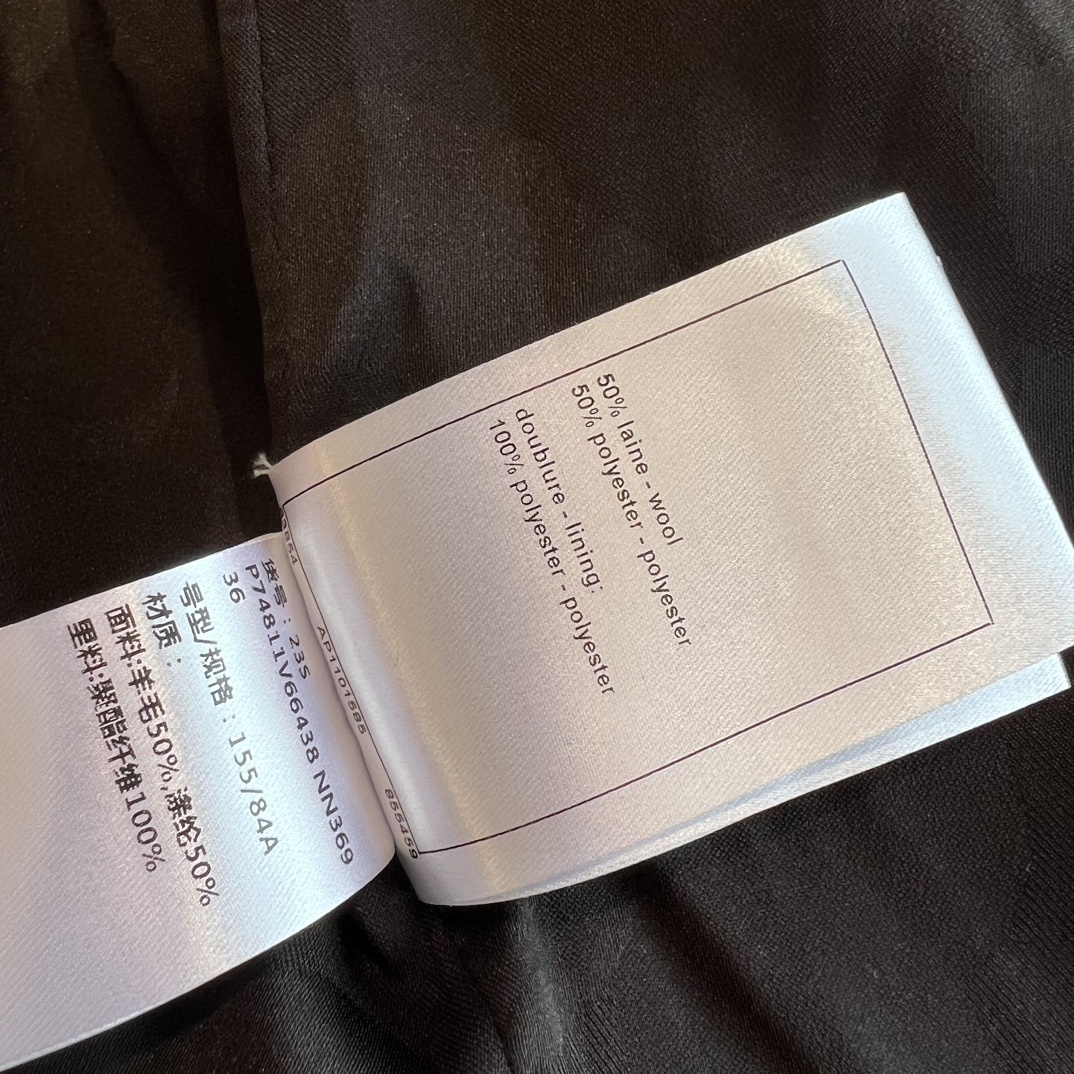 50% laine - wool
50% polyester - polyester
doublure - lining:
100% polyester - polyester
AP1101585
855459
货号：23S
P74811V66438 NN369
36
号型/规格：155/84A
材质：
面料:羊毛50%,涤纶50%
里料:聚酯纤维100%